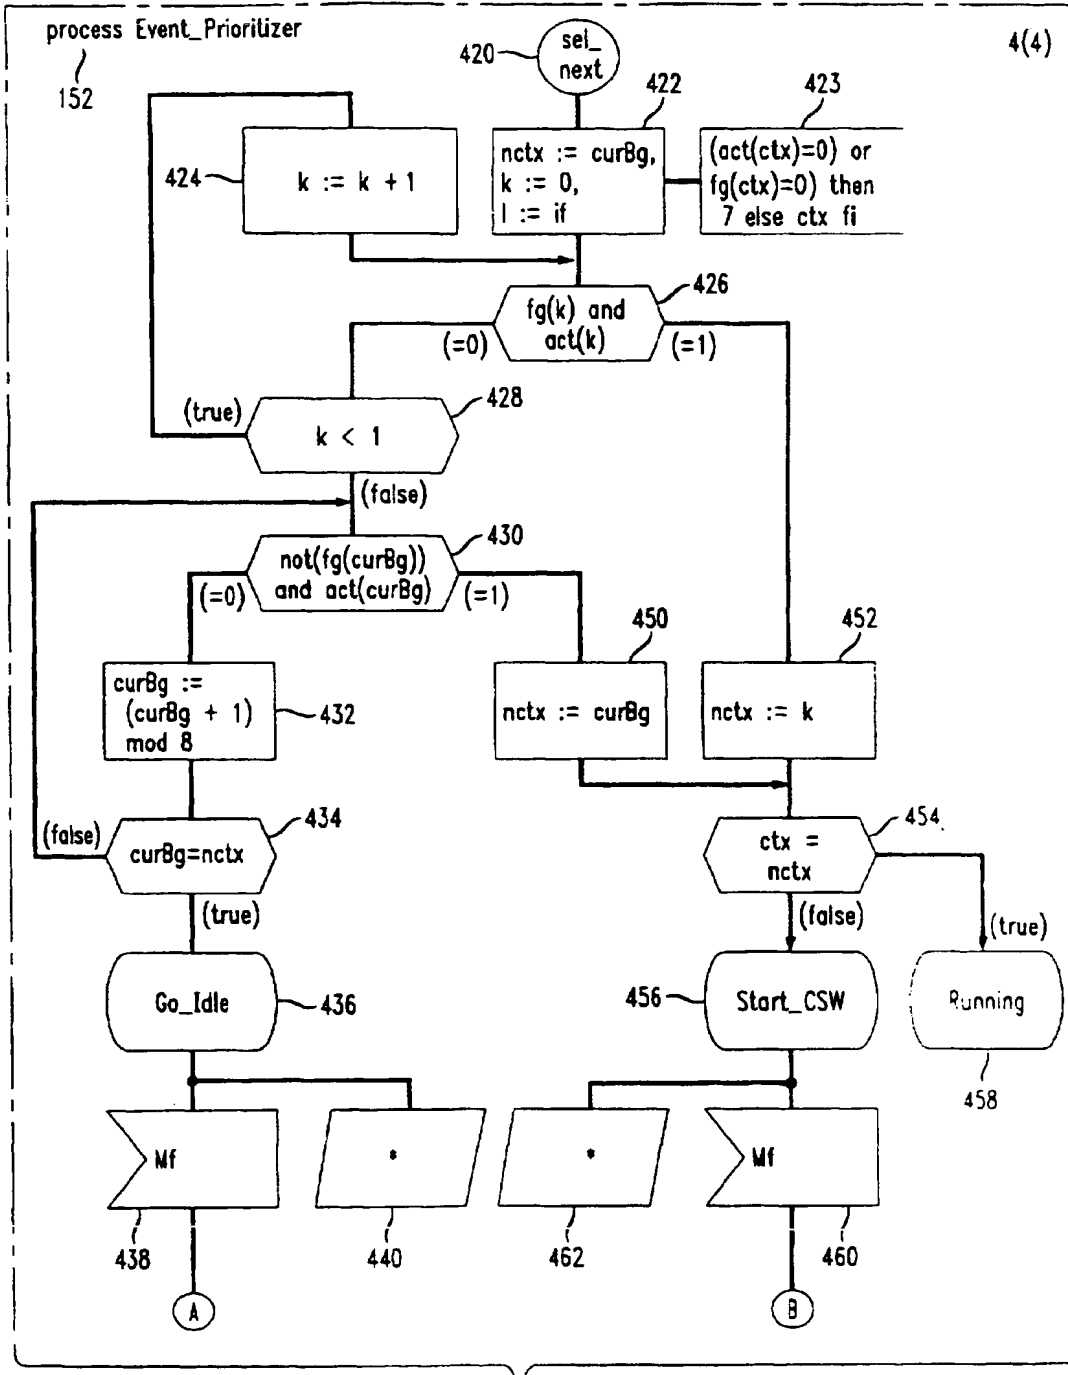 process Event_Prioritizer
4(4)
152
420
sel_
next
422
423
nctx := curBg,
k := 0,
l := if
(act(ctx)=0) or
fg(ctx)=0) then
7 else ctx fi
424
k := k +1
426
fg(k) and
act(k)
(=0)
(=1)
428
(true)
k < 1
(false)
430
not(fg(curBg))
and act(curBg)
(=0)
(=1)
450
452
curBg :=
(curBg + 1)
mod 8
432
nctx := curBg
nctx := k
434
(false)
curBg=nctx
454
ctx =
nctx
(true)
(false)
(true)
Go_Idle
436
456
Start_CSW
Running
458
Mf
*
*
Mf
438
440
462
460
A
B